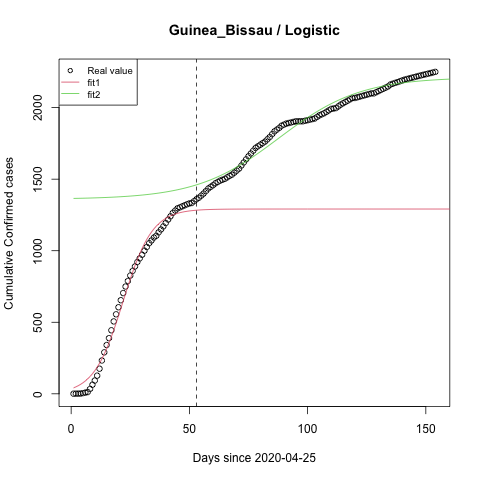 Guinea_Bissau / Logistic
Real value
fit1
fit2
Cumulative Confirmed cases
2000
1500
1000
500
0
0 50 100 150
Days since 2020-04-25